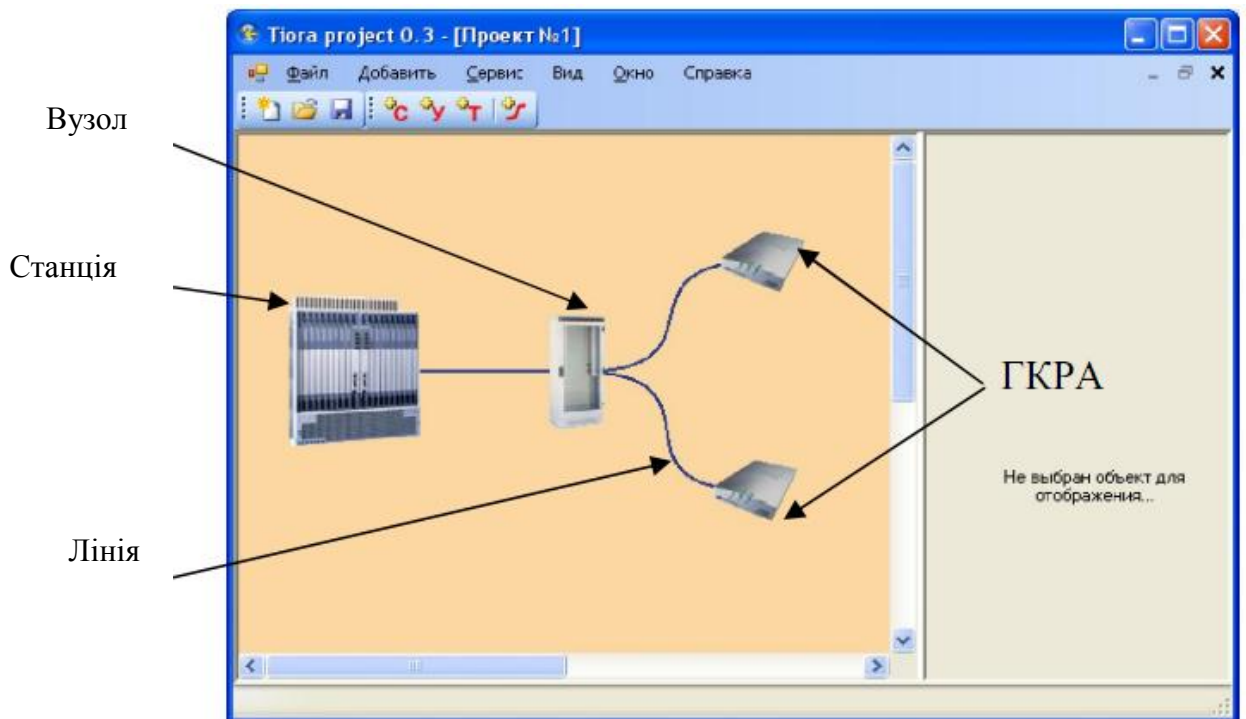 Tiora project 0.3 - [Проект №1]
Файл Добавить Сервис Вид Окно Справка
С У Т
Вузол
Станція
ГКРА
Не выбран объект для
отображения...
Лінія